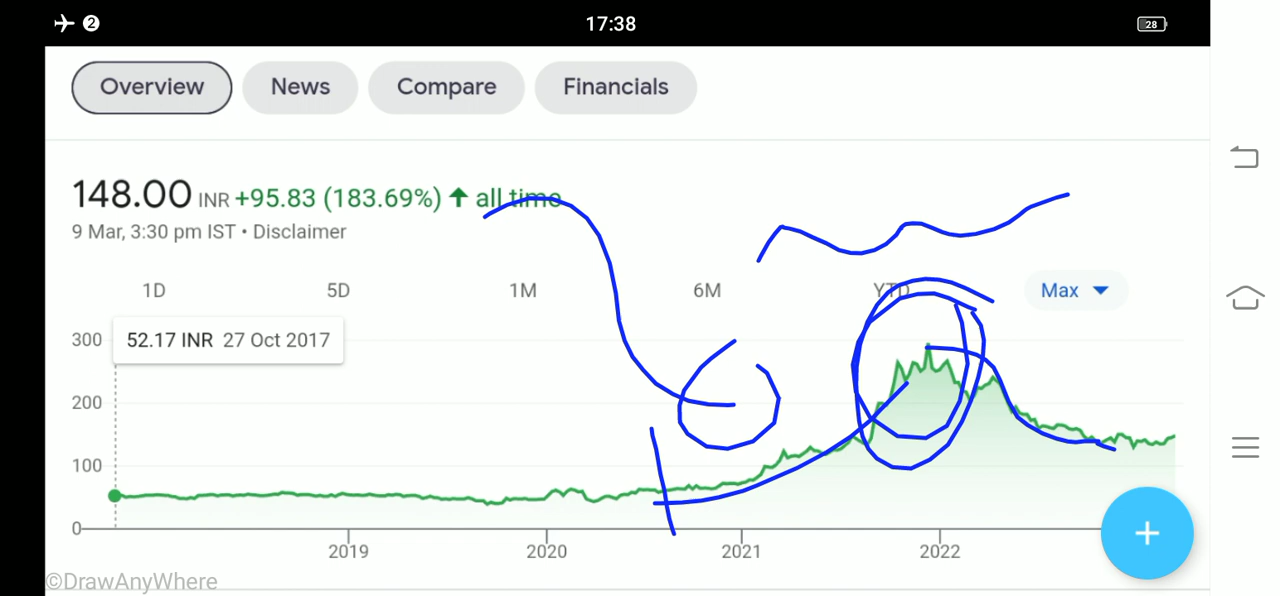 2 17:38 28
Overview News Compare Financials
148.00 INR +95.83 (183.69%) all time
9 Mar, 3:30 pm IST • Disclaimer
1D 5D 1M 6M YTD Max
300 52.17 INR 27 Oct 2017
200
100
0
2019 2020 2021 2022
©DrawAnyWhere